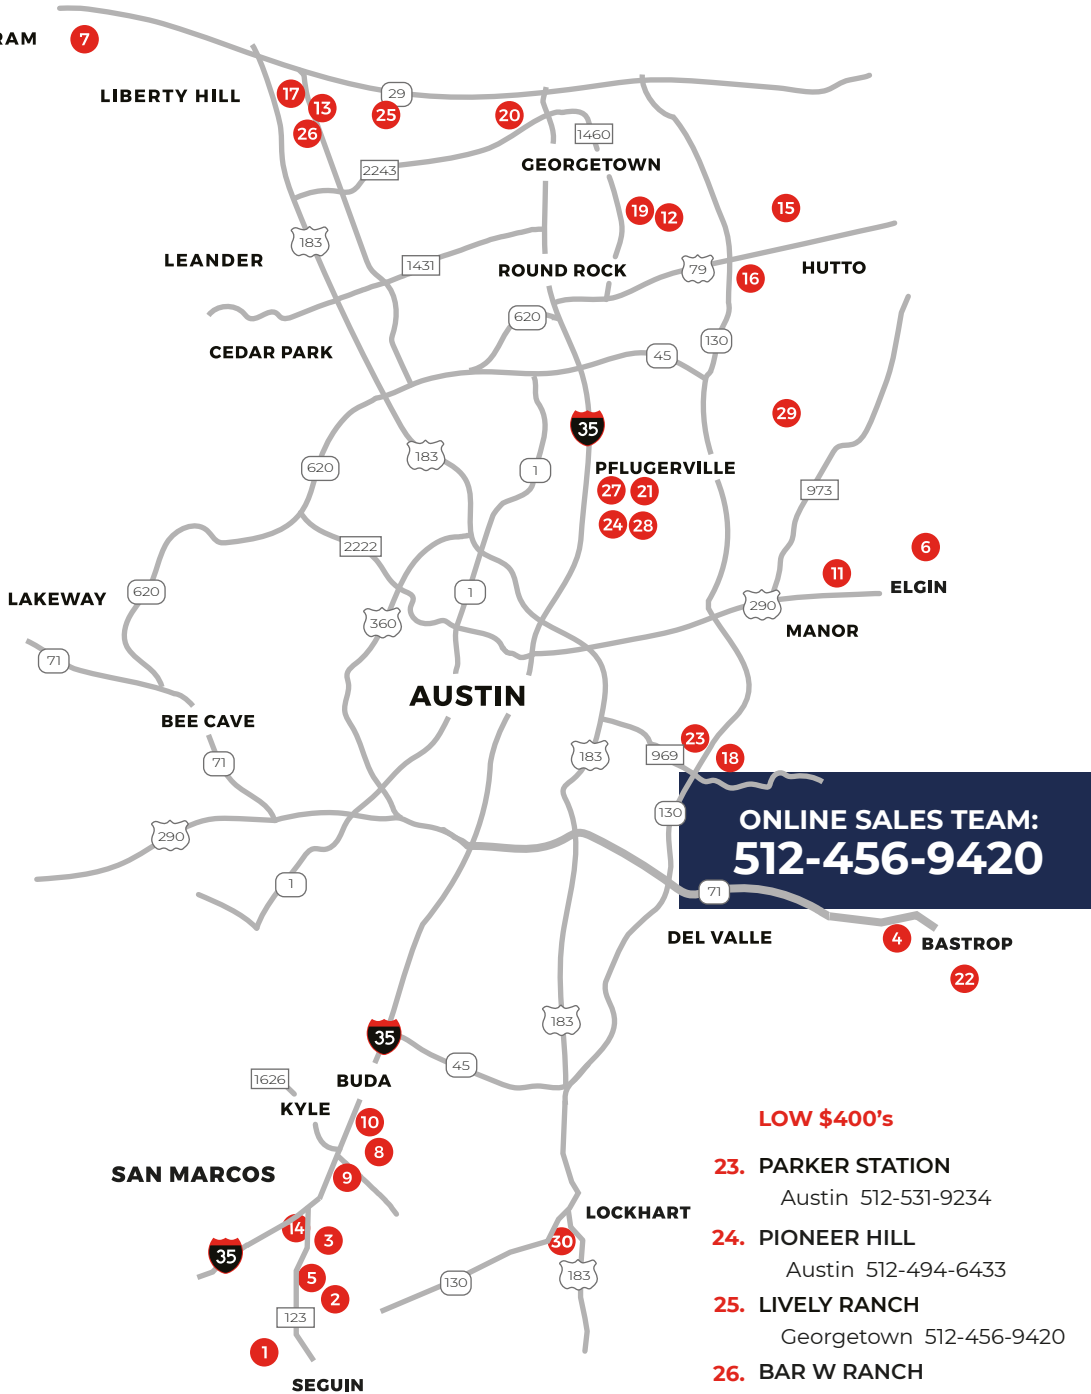 RAM
7
LIBERTY HILL
17
13
26
29
25
20
1460
GEORGETOWN
2243
19
12
15
183
LEANDER
1431
ROUND ROCK
79
16
HUTTO
620
CEDAR PARK
45
130
29
35
183
620
1
PFLUGERVILLE
27
21
24
28
973
2222
6
11
ELGIN
LAKEWAY
620
1
360
290
MANOR
71
AUSTIN
BEE CAVE
71
183
969
23
18
130
ONLINE SALES TEAM:
512-456-9420
290
1
71
DEL VALLE
4
BASTROP
22
183
35
45
1626
BUDA
KYLE
10
8
SAN MARCOS
9
14
3
35
5
2
123
1
SEGUIN
LOCKHART
30
130
183
LOW $400's
23. PARKER STATION
Austin 512-531-9234
24. PIONEER HILL
Austin 512-494-6433
25. LIVELY RANCH
Georgetown 512-456-9420
26. BAR W RANCH